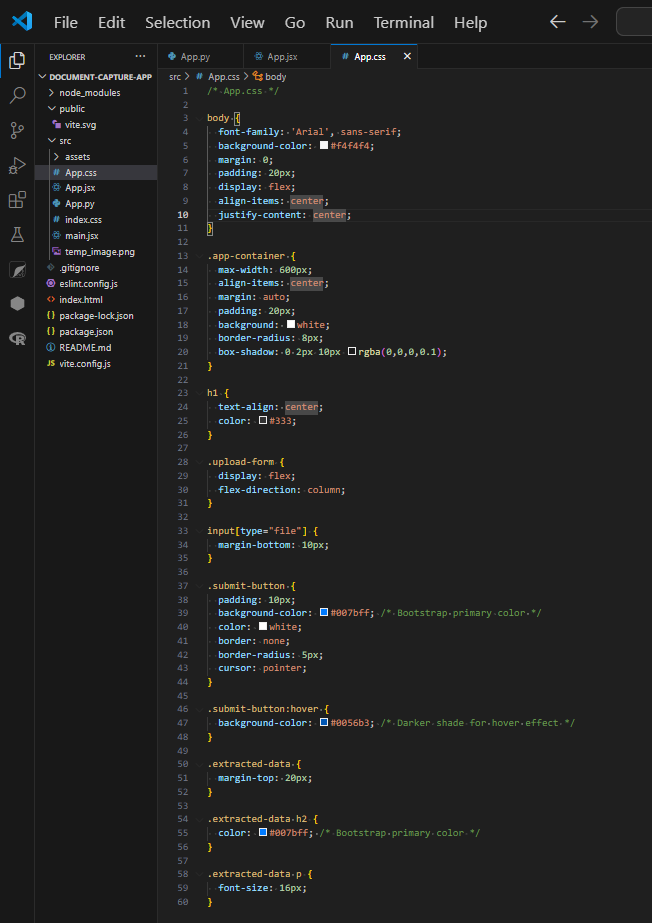 File Edit Selection View Go Run Terminal Help
EXPLORER ...
App.py
App.jsx
# App.css ×
DOCUMENT-CAPTURE-APP
node_modules
public
vite.svg
src
assets
# App.css
App.jsx
App.py
# index.css
main.jsx
temp_image.png
.gitignore
eslint.config.js
<> index.html
{ } package-lock.json
{ } package.json
README.md
JS vite.config.js
src > # App.css > body
1 /* App.css */
2
3 body {
4 font-family: 'Arial', sans-serif;
5 background-color: #f4f4f4;
6 margin: 0;
7 padding: 20px;
8 display: flex;
9 align-items: center;
10 justify-content: center;
11 }
12
13 .app-container {
14 max-width: 600px;
15 align-items: center;
16 margin: auto;
17 padding: 20px;
18 background: white;
19 border-radius: 8px;
20 box-shadow: 0 2px 10px rgba(0,0,0,0.1);
21 }
22
23 h1 {
24 text-align: center;
25 color: #333;
26 }
27
28 .upload-form {
29 display: flex;
30 flex-direction: column;
31 }
32
33 input[type="file"] {
34 margin-bottom: 10px;
35 }
36
37 .submit-button {
38 padding: 10px;
39 background-color: #007bff; /* Bootstrap primary color */
40 color: white;
41 border: none;
42 border-radius: 5px;
43 cursor: pointer;
44 }
45
46 .submit-button:hover {
47 background-color: #0056b3; /* Darker shade for hover effect */
48 }
49
50 .extracted-data {
51 margin-top: 20px;
52 }
53
54 .extracted-data h2 {
55 color: #007bff; /* Bootstrap primary color */
56 }
57
58 .extracted-data p {
59 font-size: 16px;
60 }